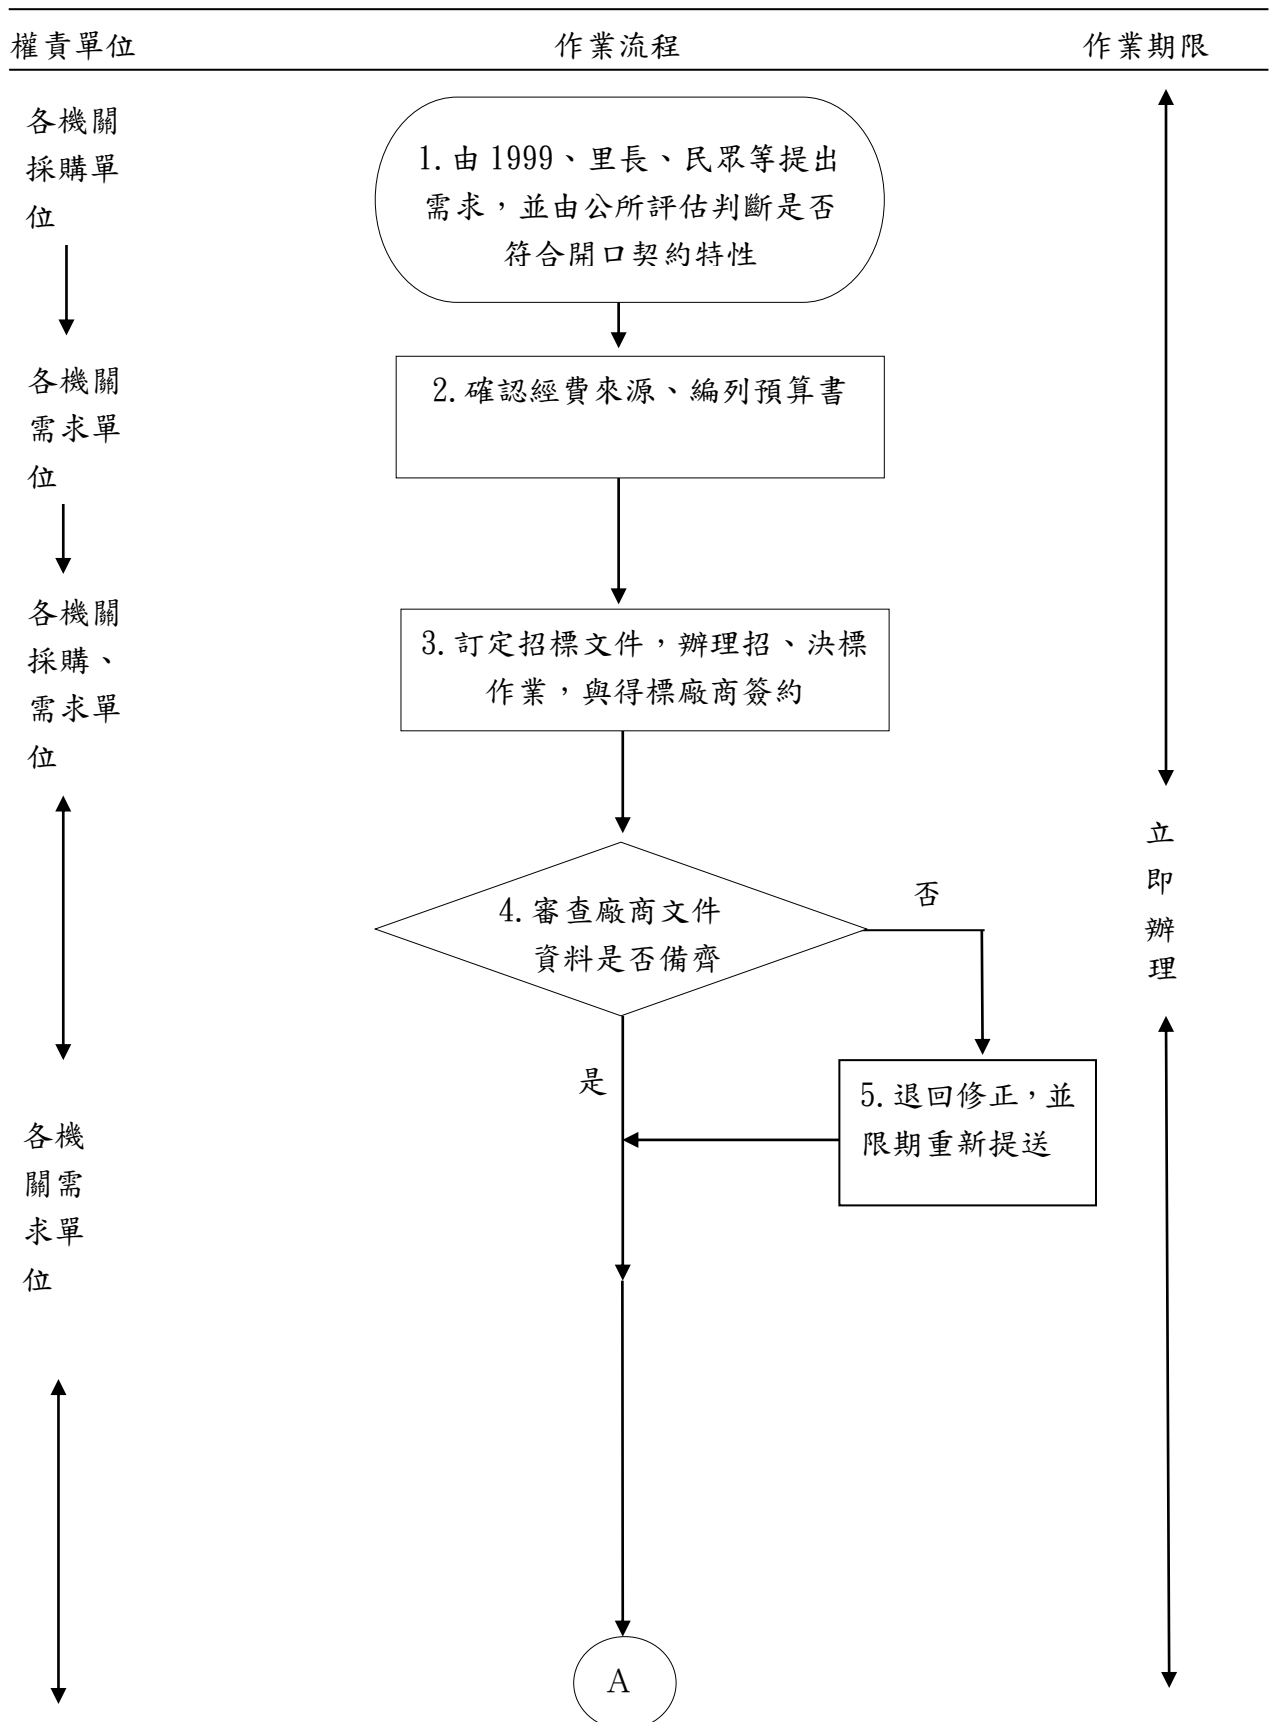 權責單位
作業流程
作業期限
各機關
採購單
位
1.由 1999、里長、民眾等提出
需求，並由公所評估判斷是否
符合開口契約特性
各機關
需求單
位
2.確認經費來源、編列預算書
各機關
採購、
需求單
位
3.訂定招標文件，辦理招、決標
作業，與得標廠商簽約
立
即
辦
理
4.審查廠商文件
資料是否備齊
否
是
5.退回修正，並
限期重新提送
各機
關需
求單
位
A